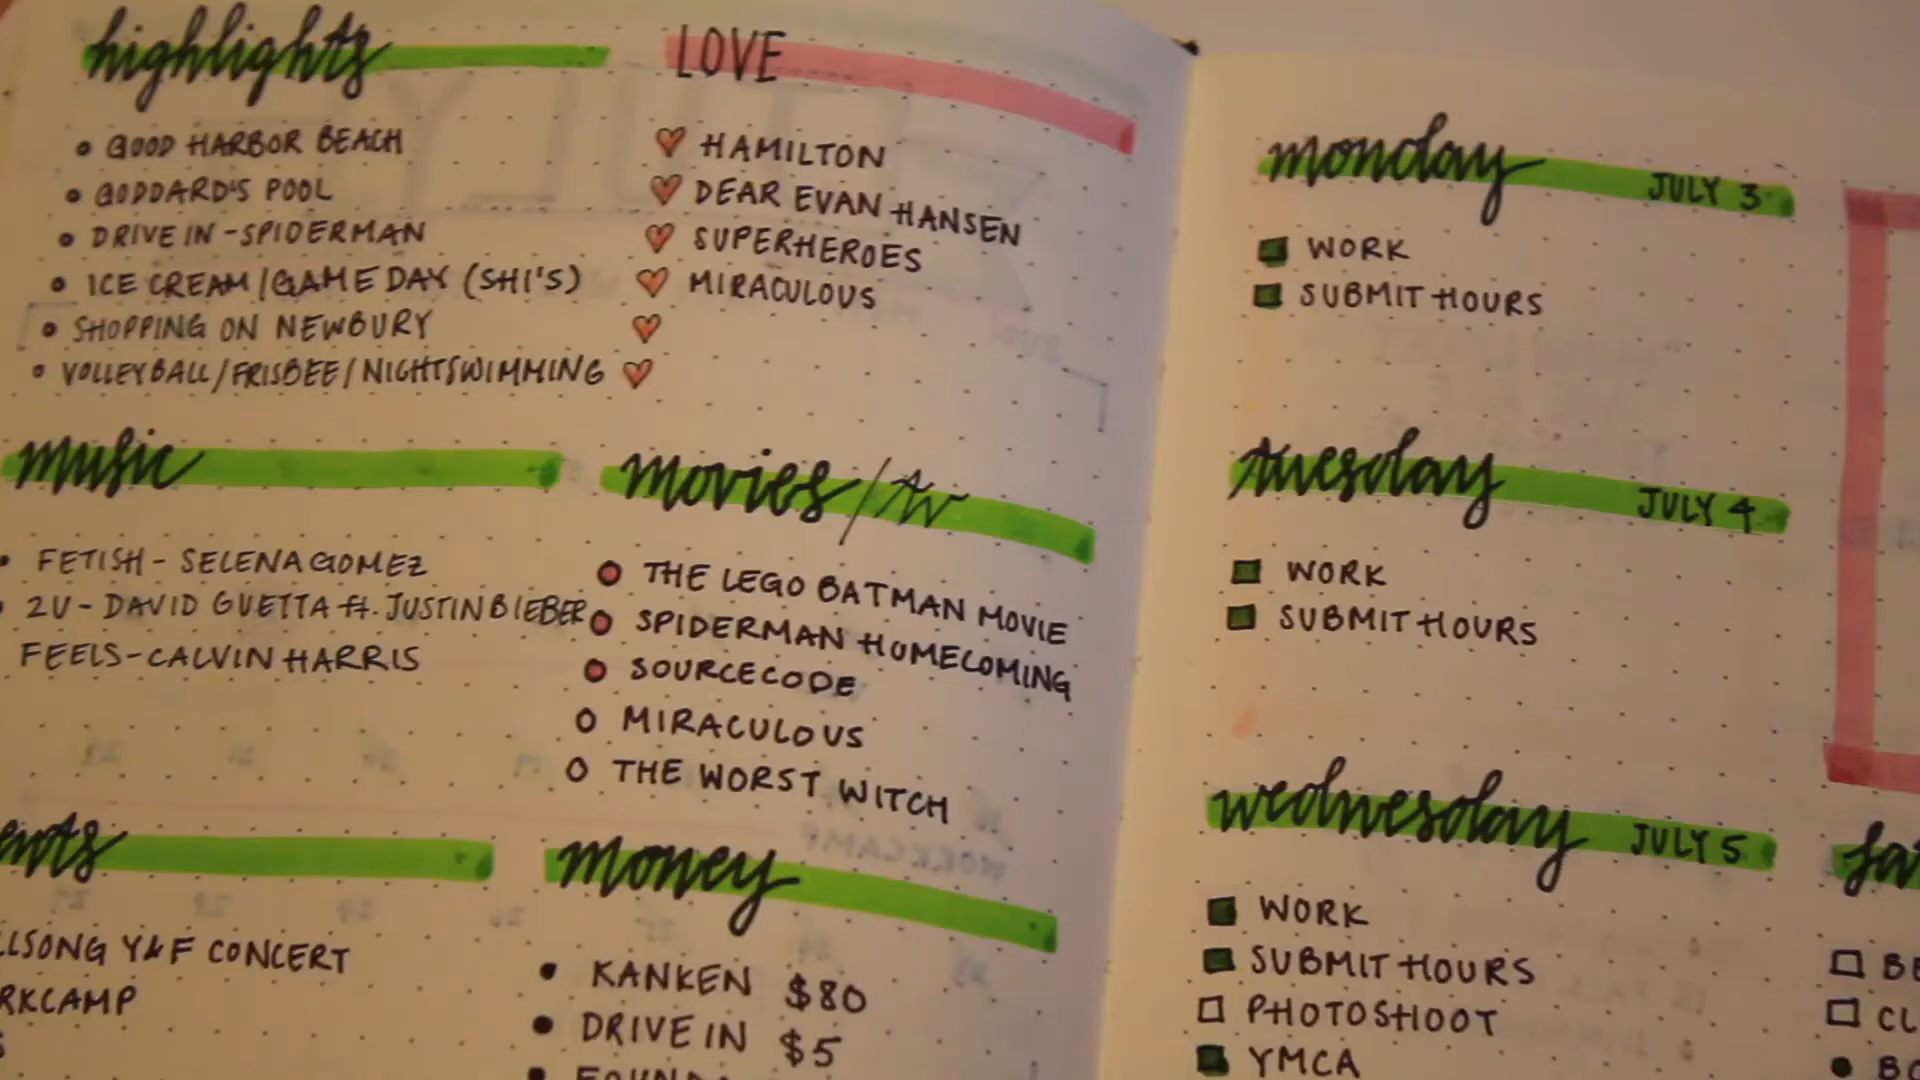 highlights
• GOOD HARBOR BEACH
• GODDARD'S POOL
• DRIVE IN - SPIDERMAN
• ICE CREAM/GAME DAY (SHI'S)
• SHOPPING ON NEWBURY
• VOLLEYBALL/FRISBEE/NIGHTSWIMMING
LOVE
HAMILTON
DEAR EVAN HANSEN
SUPERHEROES
MIRACULOUS
music
• FETISH - SELENA GOMEZ
• 2U - DAVID GUETTA ft. JUSTIN BIEBER
FEELS - CALVIN HARRIS
movies/tv
THE LEGO BATMAN MOVIE
SPIDERMAN HOMECOMING
SOURCECODE
MIRACULOUS
THE WORST WITCH
LLSONG Y&F CONCERT
RKCAMP
money
• KANKEN $80
• DRIVE IN $5
monday JULY 3
WORK
SUBMIT HOURS
tuesday JULY 4
WORK
SUBMIT HOURS
wednesday JULY 5
WORK
SUBMIT HOURS
PHOTOSHOOT
YMCA